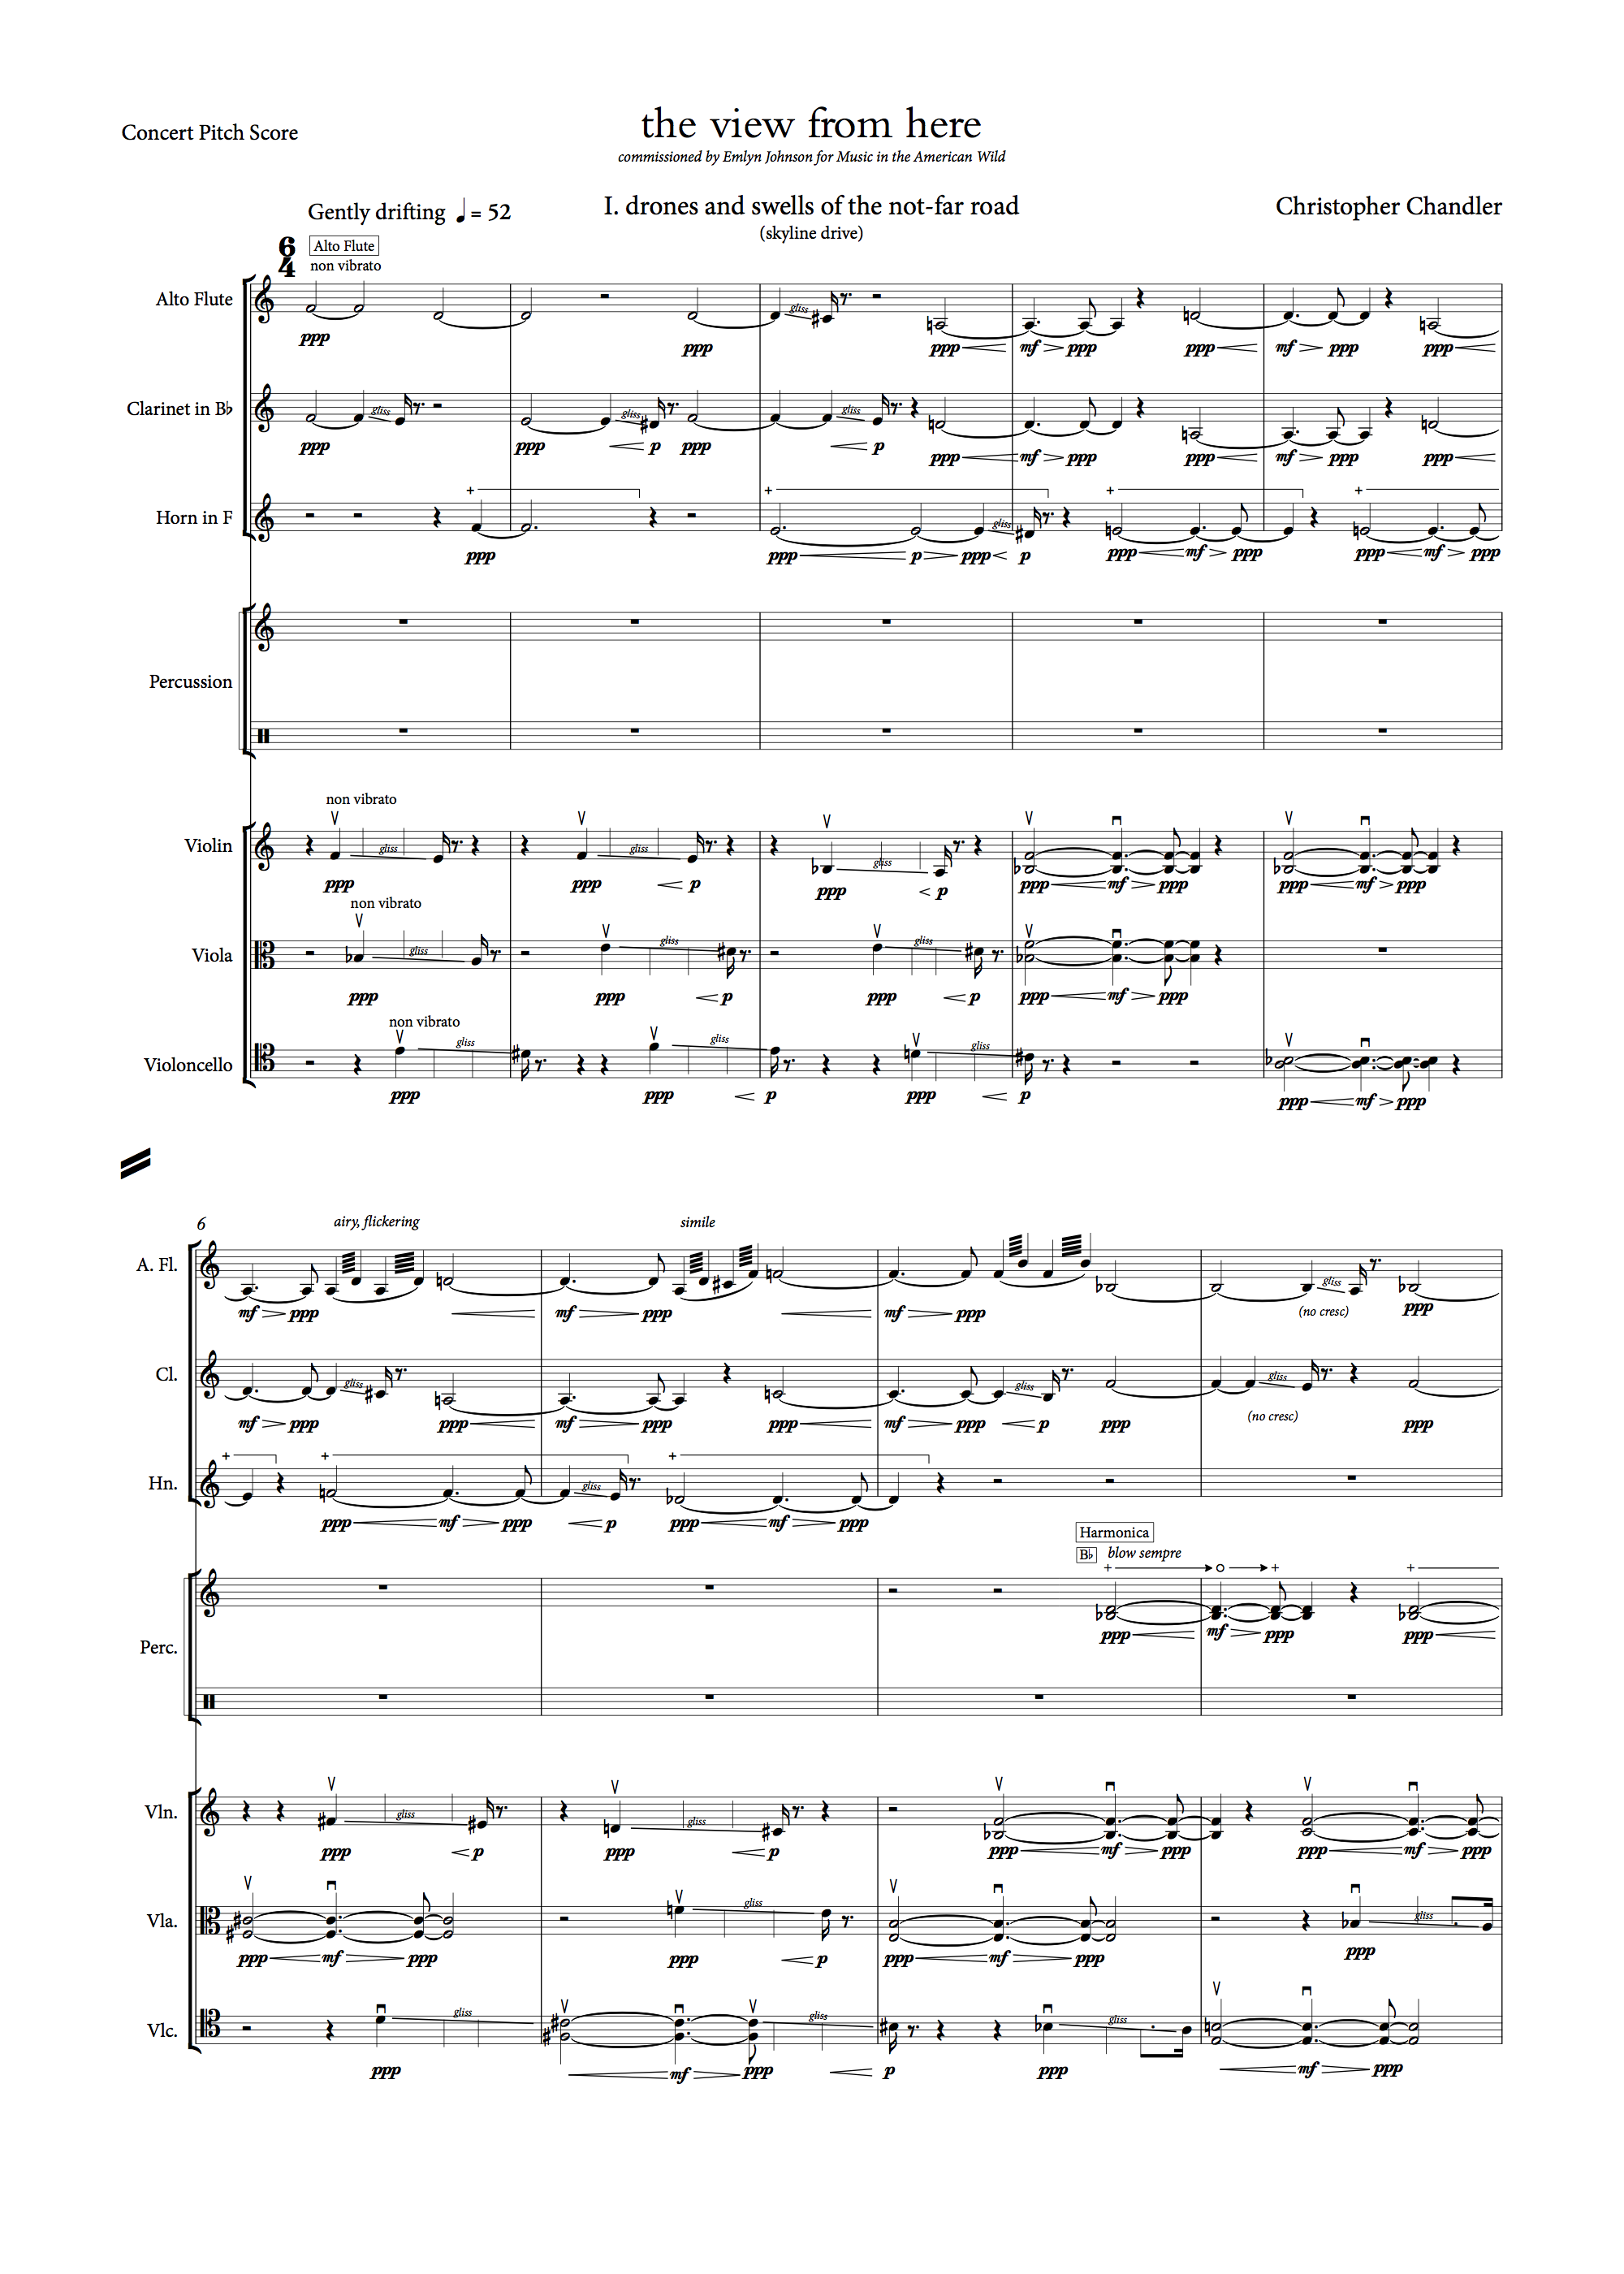 the view from here
Concert Pitch Score
commissioned by Emlyn Johnson for Music in the American Wild
Gently drifting ♩= 52
I. drones and swells of the not-far road
Christopher Chandler
(skyline drive)
6
4
Alto Flute
non vibrato
Alto Flute
gliss
ppp ppp ppp mf ppp ppp mf ppp ppp
Clarinet in B♭
gliss gliss gliss
ppp ppp p ppp p ppp mf ppp ppp mf ppp ppp
Horn in F
gliss
ppp ppp p ppp p ppp mf ppp ppp mf ppp
Percussion
non vibrato
Violin
gliss gliss gliss
ppp ppp p ppp p ppp mf ppp ppp mf ppp
non vibrato
Viola
gliss gliss gliss
ppp ppp p ppp p ppp mf ppp
non vibrato
Violoncello
gliss gliss gliss
ppp ppp p ppp p ppp mf ppp
6
airy, flickering
simile
A. Fl.
gliss
mf ppp mf ppp mf ppp (no cresc) ppp
Cl.
gliss gliss gliss
mf ppp ppp mf ppp ppp mf ppp p ppp (no cresc) ppp
Hn.
gliss
ppp mf ppp p ppp mf ppp
Harmonica
B♭ blow sempre
ppp mf ppp ppp
Perc.
Vln.
gliss gliss
ppp p ppp p ppp mf ppp ppp mf ppp
Vla.
gliss gliss
ppp mf ppp ppp p ppp mf ppp ppp
Vlc.
gliss gliss gliss
ppp mf ppp p ppp mf ppp